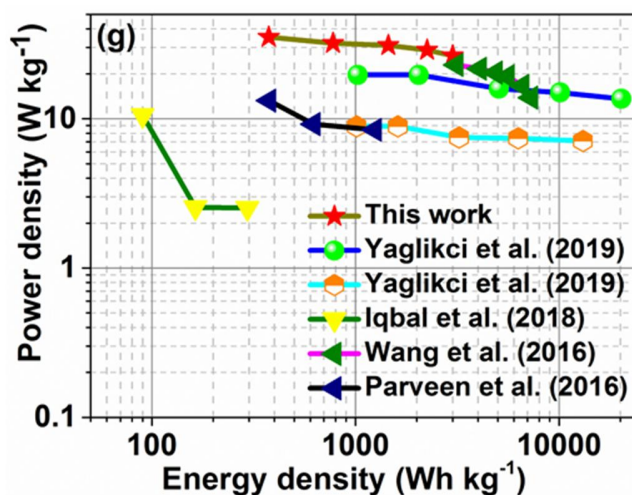 (g)
Power density (W kg⁻¹)
10
1
0.1
This work
Yaglikci et al. (2019)
Yaglikci et al. (2019)
Iqbal et al. (2018)
Wang et al. (2016)
Parveen et al. (2016)
100 1000 10000
Energy density (Wh kg⁻¹)